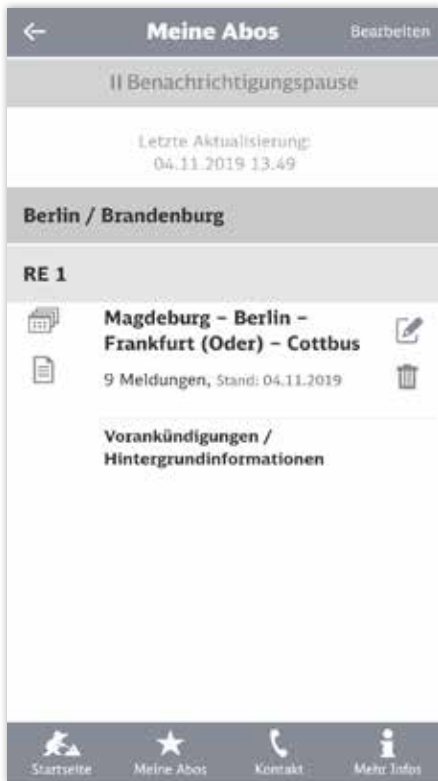 Meine Abos
Bearbeiten
II Benachrichtigungspause
Letzte Aktualisierung:
04.11.2019 13.49
Berlin / Brandenburg
RE 1
Magdeburg – Berlin –
Frankfurt (Oder) – Cottbus
9 Meldungen, Stand: 04.11.2019
Vorankündigungen /
Hintergrundinformationen
Startseite
Meine Abos
Kontakt
Mehr Infos